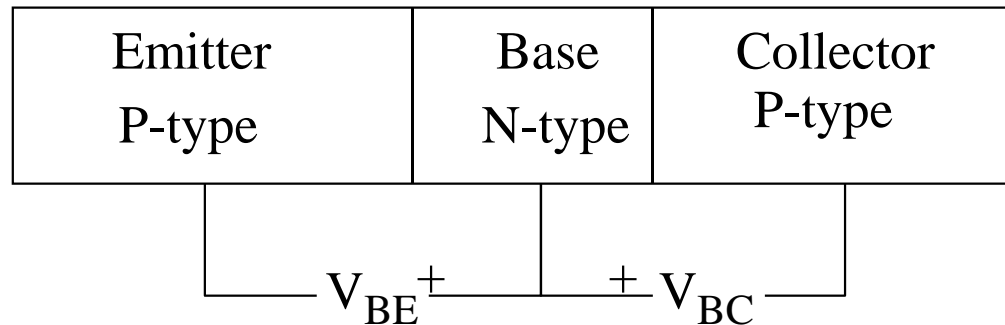 Emitter
P-type
Base
N-type
Collector
P-type
V_BE +
+ V_BC